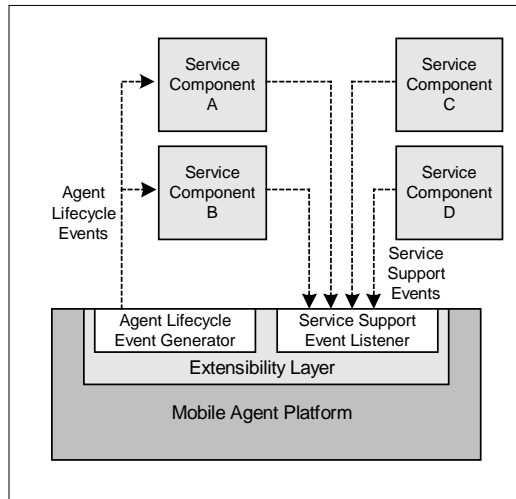 Service
Component
A
Service
Component
C
Service
Component
B
Service
Component
D
Agent
Lifecycle
Events
Service
Support
Events
Agent Lifecycle
Event Generator
Service Support
Event Listener
Extensibility Layer
Mobile Agent Platform